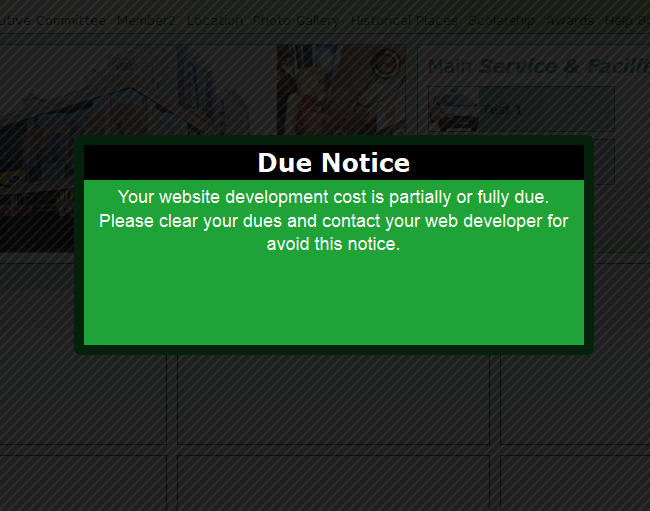 utive Committee Member2 Location Photo Gallery Historical Places Scolarship Awards Help B
Main Service & Facilit
Test 1
Due Notice
Your website development cost is partially or fully due.
Please clear your dues and contact your web developer for
avoid this notice.